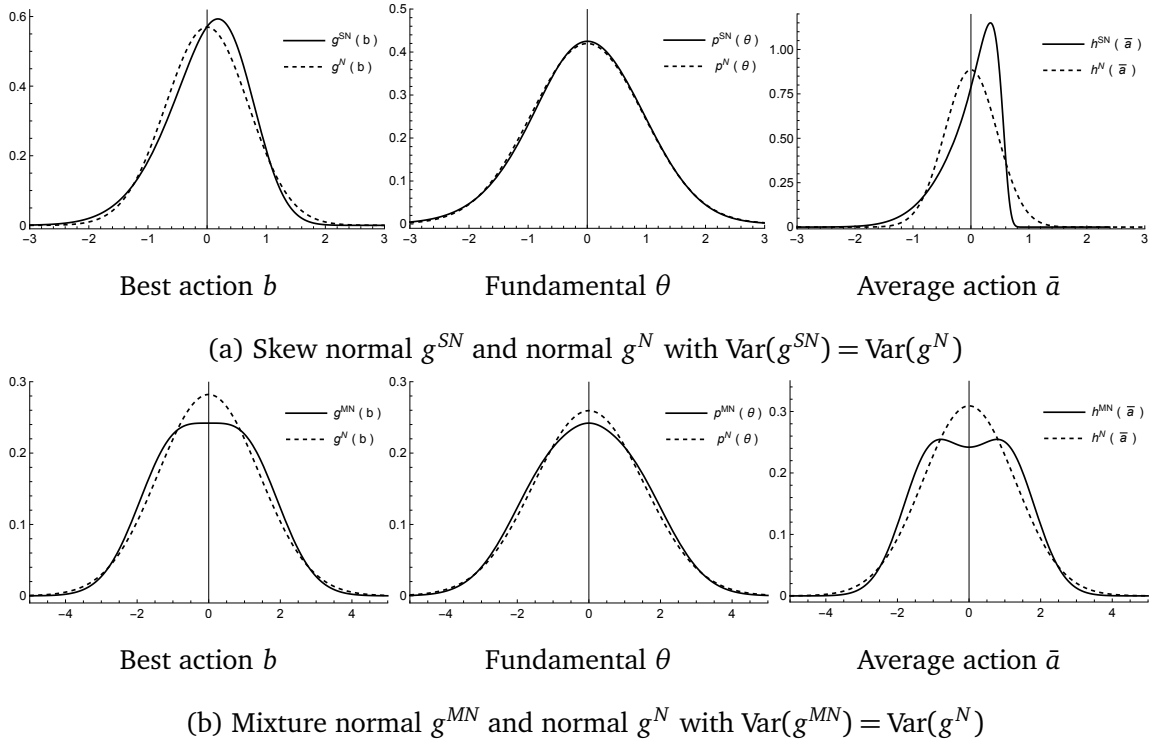 0.6
0.4
0.2
0
−3 −2 −1 0 1 2 3
g^SN ( b )
g^N ( b )
0.5
0.4
0.3
0.2
0.1
0
−3 −2 −1 0 1 2 3
p^SN ( θ )
p^N ( θ )
1.00
0.75
0.50
0.25
0
−3 −2 −1 0 1 2 3
h^SN ( ā )
h^N ( ā )
Best action b Fundamental θ Average action ā
(a) Skew normal g^SN and normal g^N with Var(g^SN) = Var(g^N)
0.3
0.2
0.1
0
−4 −2 0 2 4
g^MN ( b )
g^N ( b )
0.3
0.2
0.1
0
−4 −2 0 2 4
p^MN ( θ )
p^N ( θ )
0.3
0.2
0.1
0
−4 −2 0 2 4
h^MN ( ā )
h^N ( ā )
Best action b Fundamental θ Average action ā
(b) Mixture normal g^MN and normal g^N with Var(g^MN) = Var(g^N)